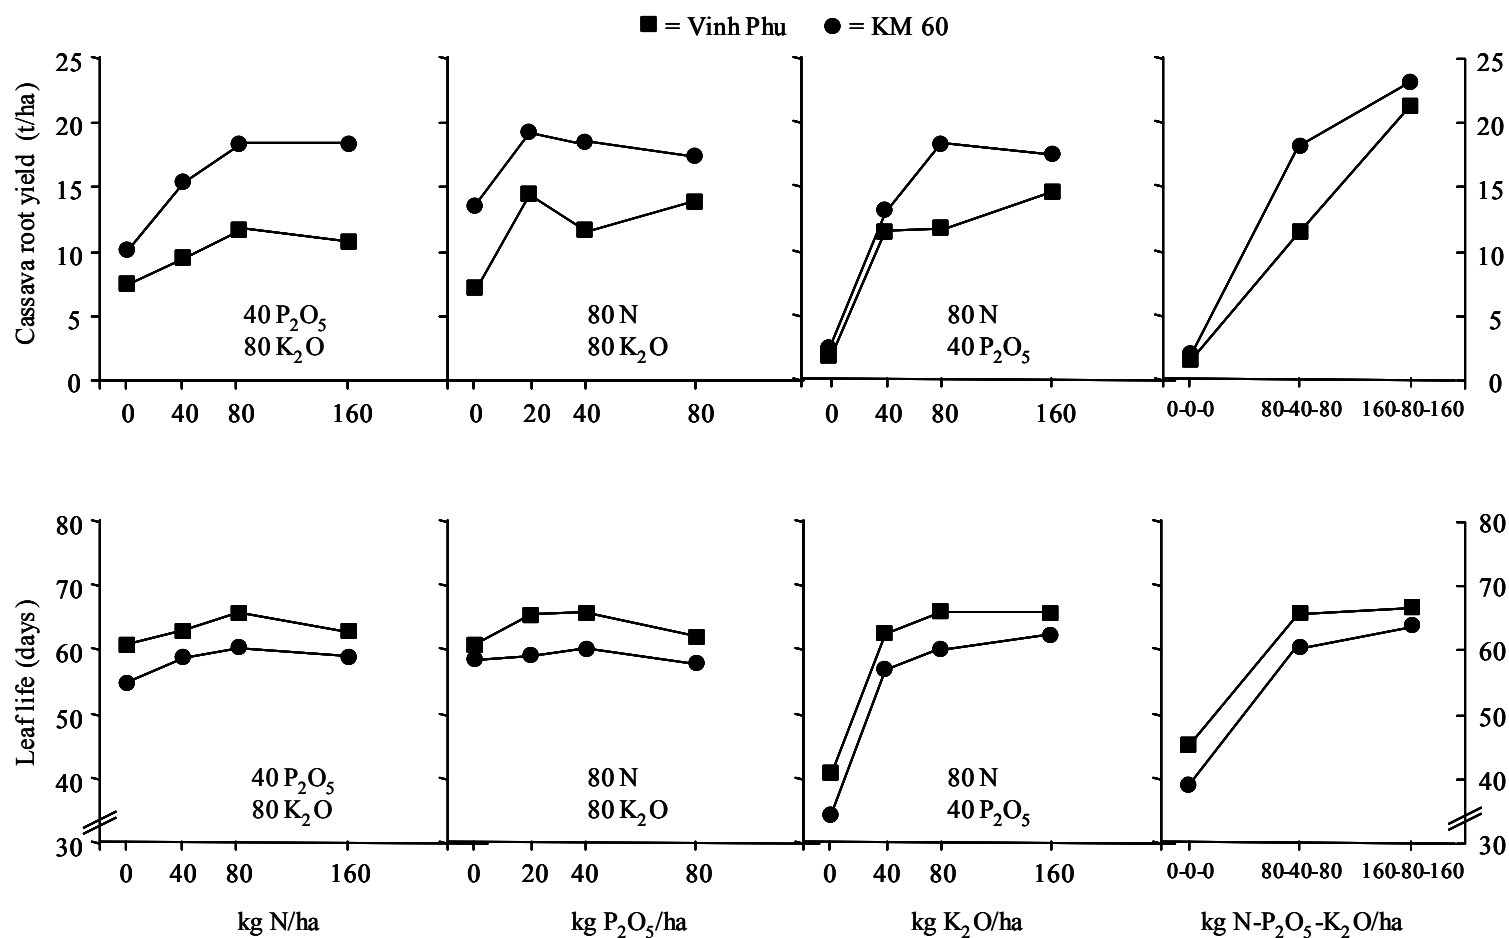 ■ = Vinh Phu ● = KM 60
Cassava root yield (t/ha)
25
20
15
10
5
0
40 P₂O₅
80 K₂O
0 40 80 160
80 N
80 K₂O
0 20 40 80
80 N
40 P₂O₅
0 40 80 160
25
20
15
10
5
0
0-0-0 80-40-80 160-80-160
Leaf life (days)
80
70
60
50
40
30
40 P₂O₅
80 K₂O
0 40 80 160
kg N/ha
80 N
80 K₂O
0 20 40 80
kg P₂O₅/ha
80 N
40 P₂O₅
0 40 80 160
kg K₂O/ha
80
70
60
50
40
30
0-0-0 80-40-80 160-80-160
kg N-P₂O₅-K₂O/ha